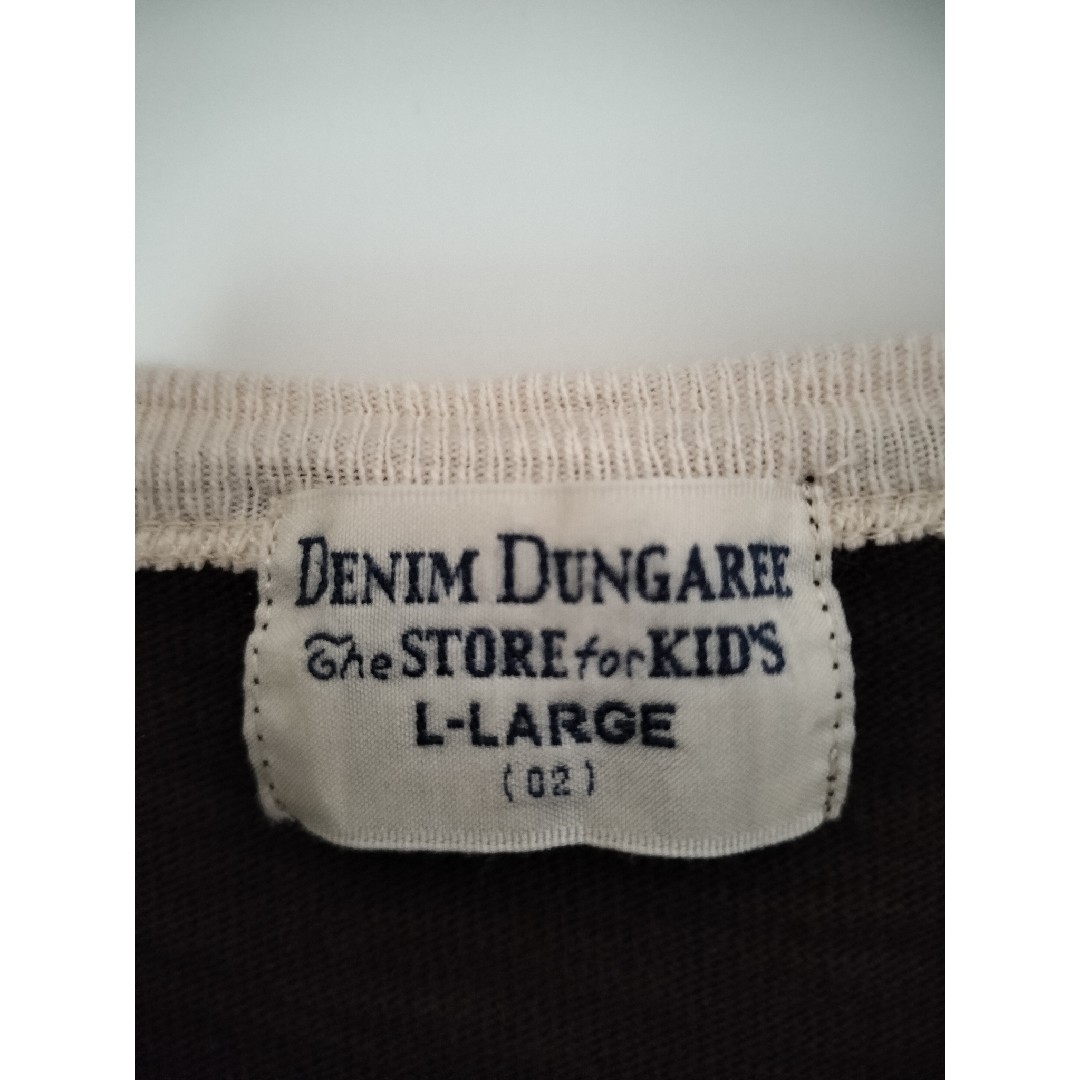 DENIM DUNGAREE
The STORE for KID'S
L-LARGE
(02)